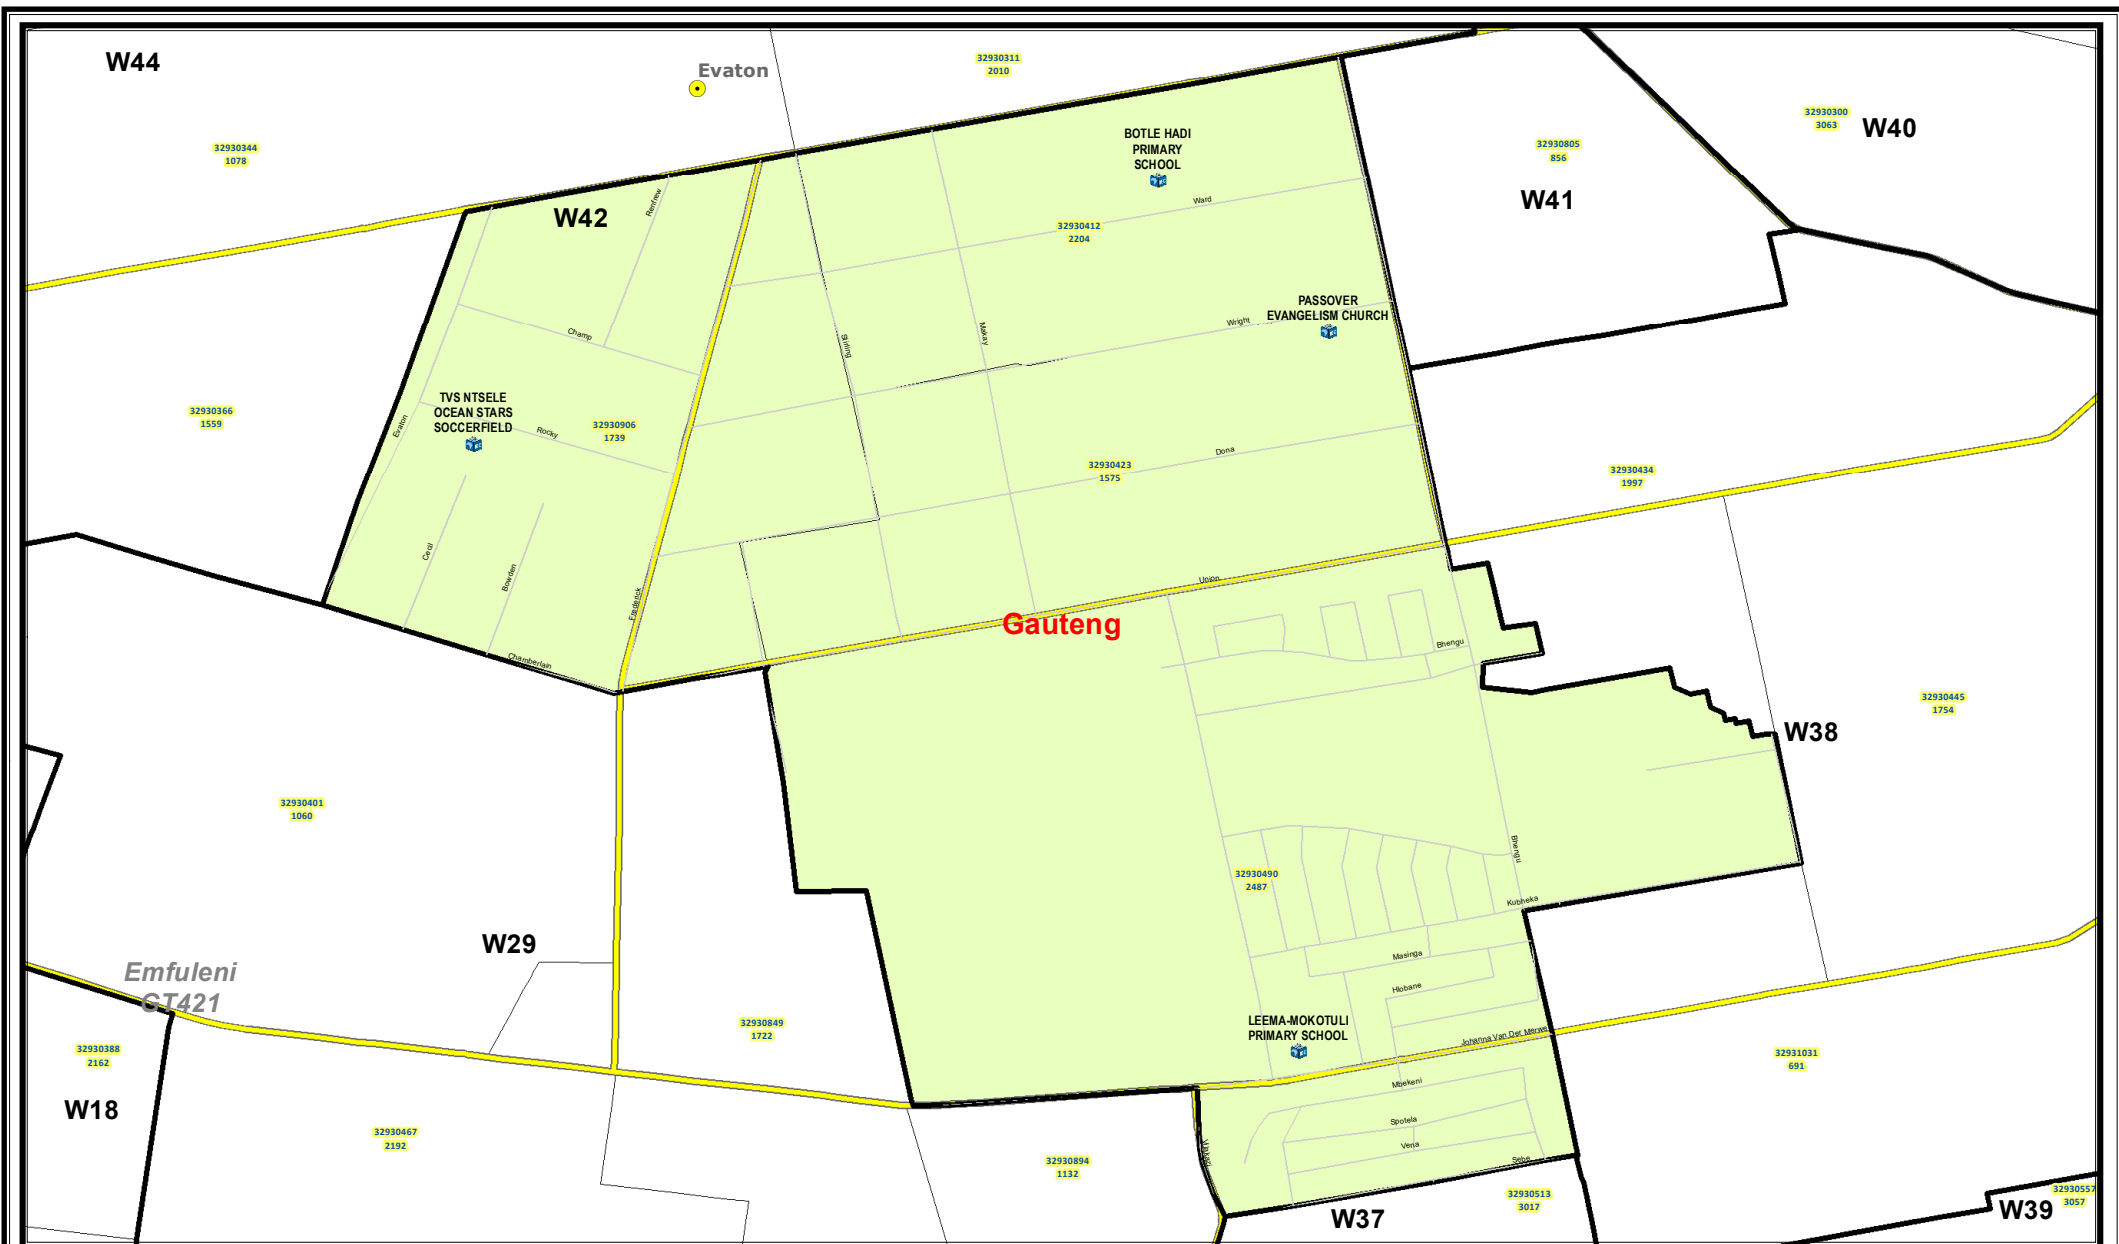 W44
Evaton
32930311
2010
W40
32930300
3063
32930344
1078
BOTLE HADI
PRIMARY
SCHOOL
32930805
856
W41
W42
Renfrew
Ward
32930412
2204
PASSOVER
EVANGELISM CHURCH
Wright
Champ
Stirling
Makay
TVS NTSELE
OCEAN STARS
SOCCERFIELD
32930366
1559
Evaton
Rocky
32930906
1739
Dona
32930423
1575
32930434
1997
Cecil
Bowden
Frederick
Union
Gauteng
Chamberlain
Bhengu
32930445
1754
W38
32930401
1060
Bhengu
32930490
2487
Kubheka
W29
Masinga
Emfuleni
GT421
Hlobane
LEEMA-MOKOTULI
PRIMARY SCHOOL
32930849
1722
Johanna Van Der Merwe
32930388
2162
32931031
691
Mbekeni
W18
Spotela
32930467
2192
Vena
32930894
1132
Sebe
32930513
3017
W37
32930557
3057
W39